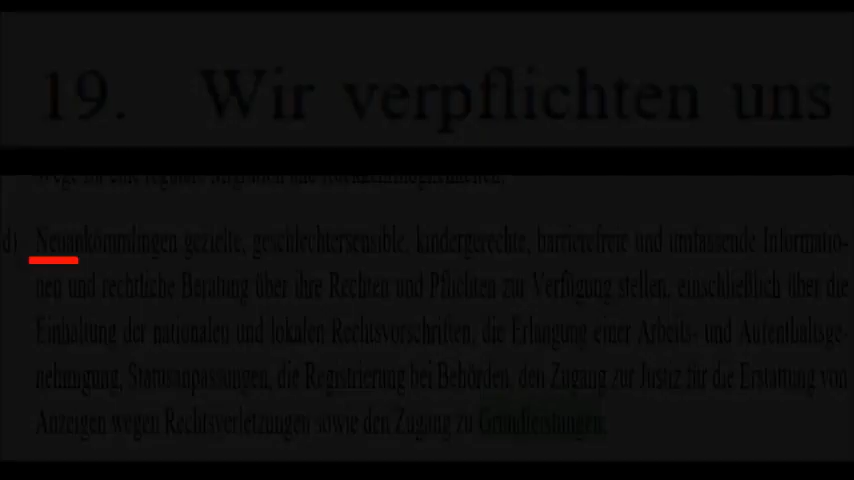 19. Wir verpflichten uns
d) Neuankömmlingen gezielte, geschlechtersensible, kindergerechte, barrierefreie und umfassende Informatio-
nen und rechtliche Beratung über ihre Rechten und Pflichten zur Verfügung stellen, einschließlich über die
Einhaltung der nationalen und lokalen Rechtsvorschriften, die Erlangung einer Arbeits- und Aufenthaltsge-
nehmigung, Statusanpassungen, die Registrierung bei Behörden, den Zugang zur Justiz für die Erstattung von
Anzeigen wegen Rechtsverletzungen sowie den Zugang zu Grundleistungen.